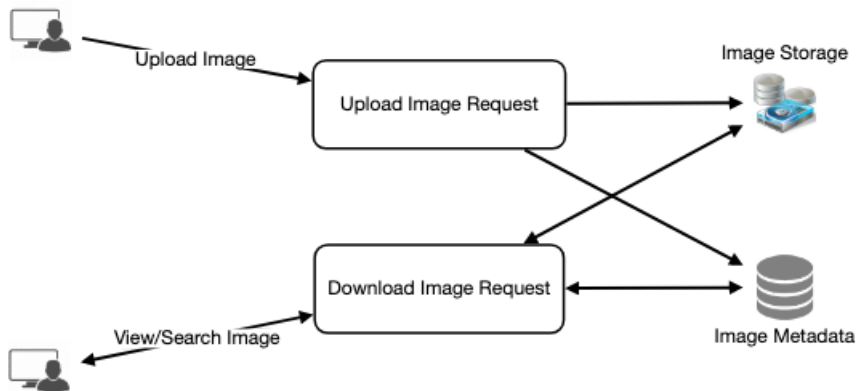 Image Storage
Upload Image
Upload Image Request
Download Image Request
View/Search Image
Image Metadata